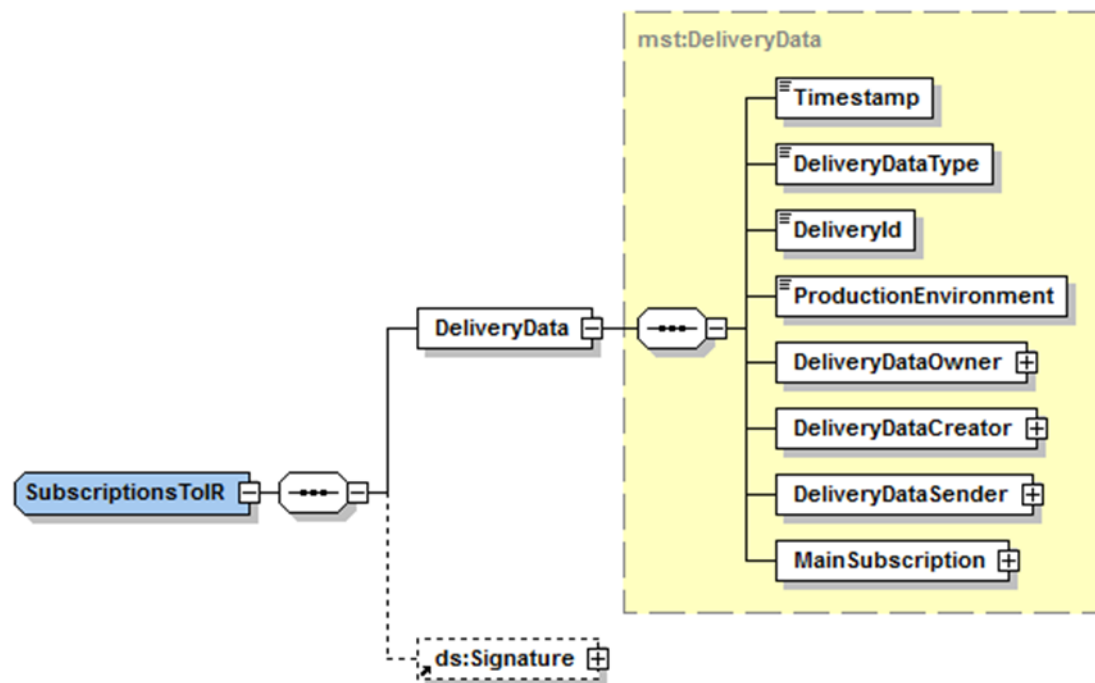 mst:DeliveryData
Timestamp
DeliveryDataType
DeliveryId
ProductionEnvironment
DeliveryData
DeliveryDataOwner
DeliveryDataCreator
SubscriptionsToIR
DeliveryDataSender
MainSubscription
ds:Signature